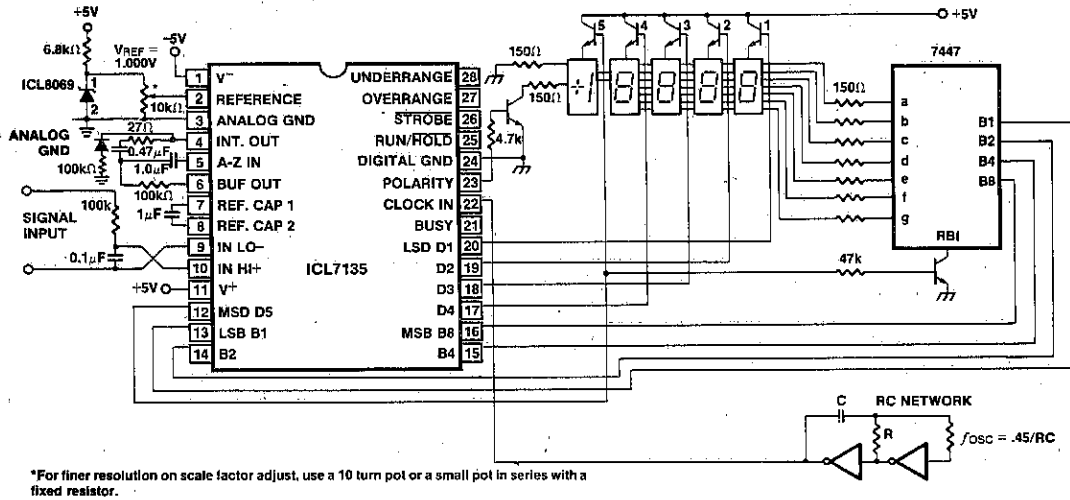 +5V
6.8kΩ
ICL8069
1
2
VREF =
1.000V
-5V
*
10kΩ
ANALOG
GND
27Ω
0.47μF
1.0μF
100kΩ
100kΩ
100k
SIGNAL
INPUT
1μF
0.1μF
+5V
1 V−
2 REFERENCE
3 ANALOG GND
4 INT. OUT
5 A-Z IN
6 BUF OUT
7 REF. CAP 1
8 REF. CAP 2
9 IN LO−
10 IN HI+
11 V+
12 MSD D5
13 LSB B1
14 B2
ICL7135
UNDERRANGE 28
OVERRANGE 27
STROBE 26
RUN/HOLD 25
DIGITAL GND 24
POLARITY 23
CLOCK IN 22
BUSY 21
LSD D1 20
D2 19
D3 18
D4 17
MSB B8 16
B4 15
150Ω
150Ω
4.7k
5
4
3
2
1
+5V
+1
8
8
8
8
150Ω
47k
7447
a
b
c
d
e
f
g
B1
B2
B4
B8
RBI
C
RC NETWORK
R
fOSC = .45/RC
*For finer resolution on scale factor adjust, use a 10 turn pot or a small pot in series with a
fixed resistor.